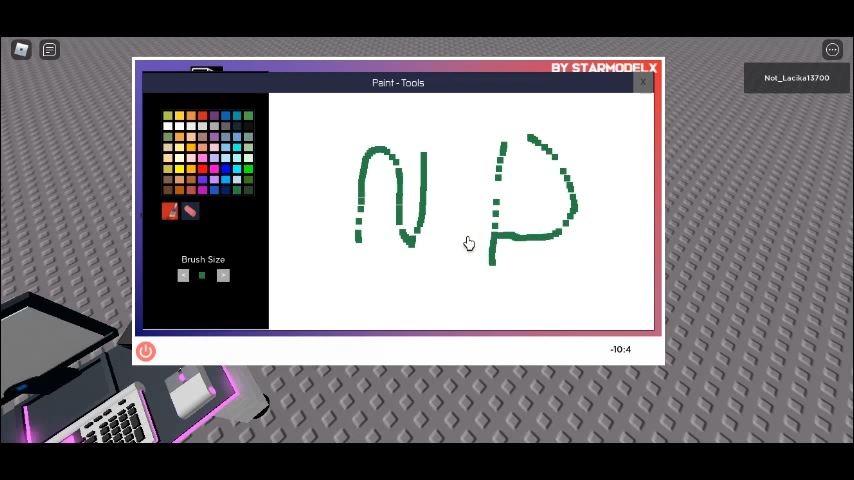 BY STARMODELX
Paint - Tools
X
Not_Lacika13700
N D
Brush Size
< >
-10:4